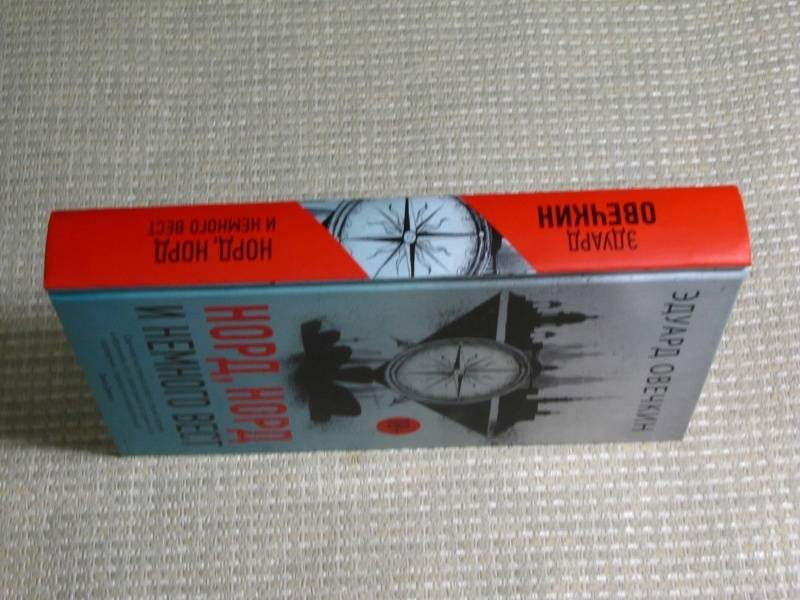 ЭДУАРД
ОВЕЧКИН
НОРД, НОРД
И НЕМНОГО ВЕСТ
ЭДУАРД ОВЕЧКИН
НОРД, НОРД
И НЕМНОГО ВЕСТ